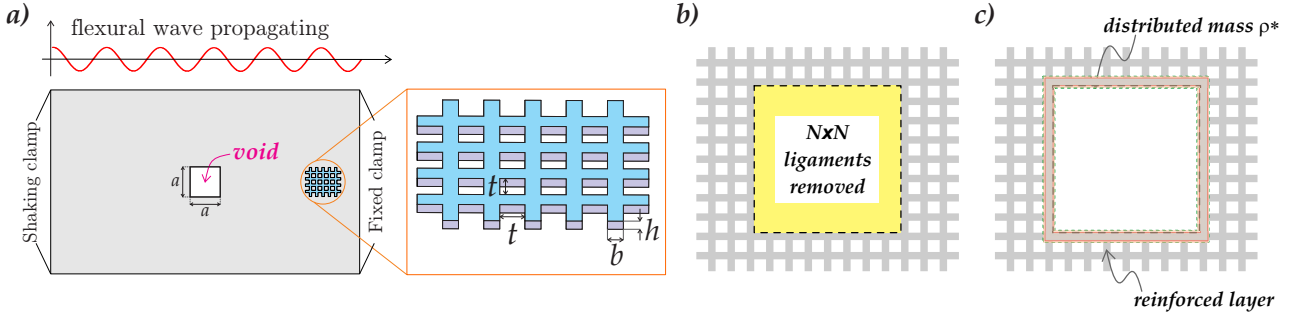 a)
flexural wave propagating
Shaking clamp
void
a
a
Fixed clamp
t
t
h
b
b)
NxN
ligaments
removed
c)
distributed mass ρ*
reinforced layer